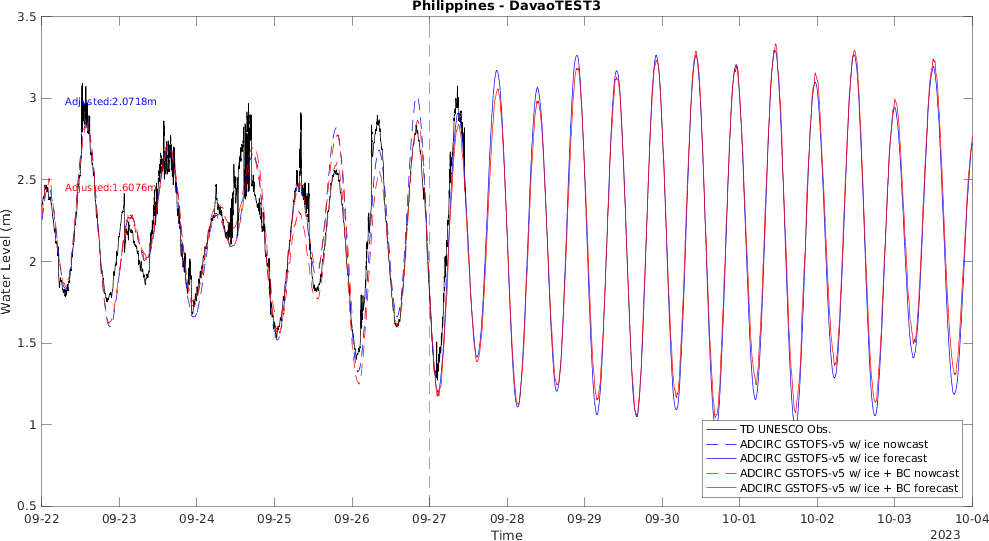 Philippines - DavaoTEST3
3.5
3
2.5
2
1.5
1
0.5
Water Level (m)
Adjusted:2.0718m
Adjusted:1.6076m
TD UNESCO Obs.
ADCIRC GSTOFS-v5 w/ ice nowcast
ADCIRC GSTOFS-v5 w/ ice forecast
ADCIRC GSTOFS-v5 w/ ice + BC nowcast
ADCIRC GSTOFS-v5 w/ ice + BC forecast
09-22 09-23 09-24 09-25 09-26 09-27 09-28 09-29 09-30 10-01 10-02 10-03 10-04
Time
2023